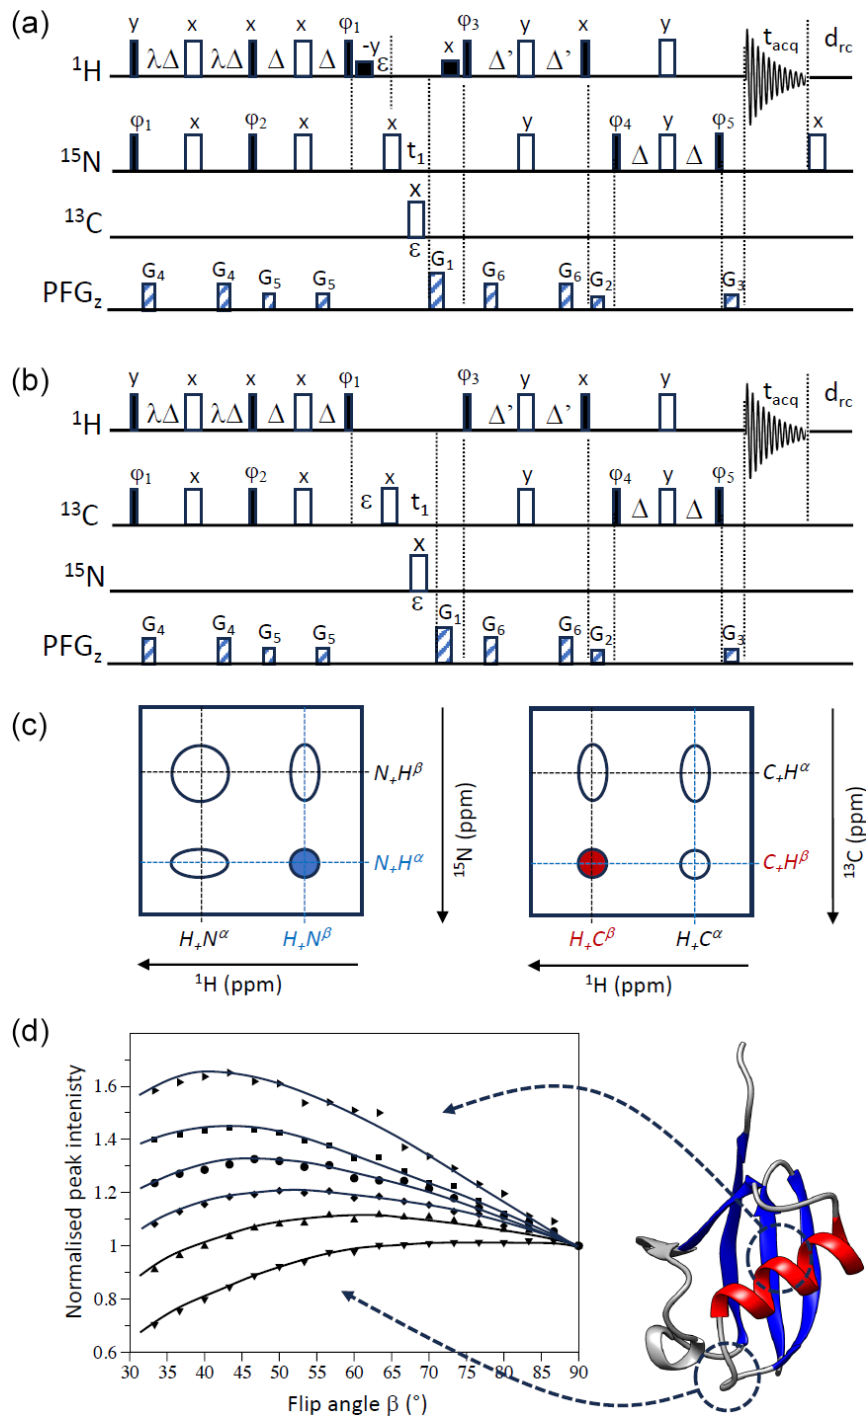 (a)
y x x x φ1 -y x φ3 y x y tacq drc
1H λΔ λΔ Δ Δ ε Δ' Δ'
φ1 x φ2 x x y φ4 y φ5 x
15N t1 Δ Δ
x
13C
ε
G4 G4 G5 G5 G1 G6 G6 G2 G3
PFGz
(b)
y x x x φ1 φ3 y x y tacq drc
1H λΔ λΔ Δ Δ Δ' Δ'
φ1 x φ2 x x y φ4 y φ5
13C ε t1 Δ Δ
x
15N
ε
G4 G4 G5 G5 G1 G6 G6 G2 G3
PFGz
(c)
N+Hβ
N+Hα
15N (ppm)
H+Nα H+Nβ
1H (ppm)
C+Hα
C+Hβ
13C (ppm)
H+Cβ H+Cα
1H (ppm)
(d)
Normalised peak intenisty
1.6
1.4
1.2
1
0.8
0.6
30 35 40 45 50 55 60 65 70 75 80 90
Flip angle β (°)